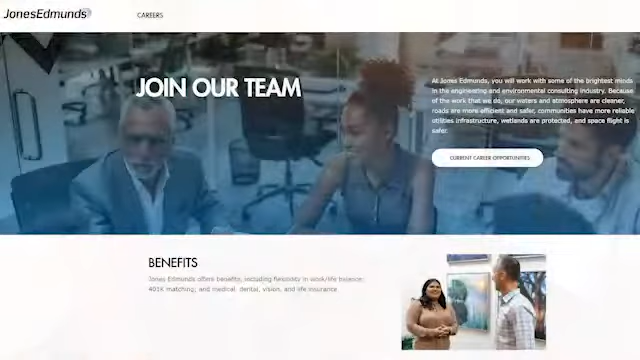 JonesEdmunds
CAREERS
JOIN OUR TEAM
At Jones Edmunds, you will work with some of the brightest minds
in the engineering and environmental consulting industry. Because
of the work that we do, our waters and atmosphere are cleaner,
roads are more efficient and safer, communities have more reliable
utilities infrastructure, wetlands are protected, and space flight is
safer.
CURRENT CAREER OPPORTUNITIES
BENEFITS
Jones Edmunds offers benefits, including flexibility in work/life balance;
401K matching; and medical, dental, vision, and life insurance